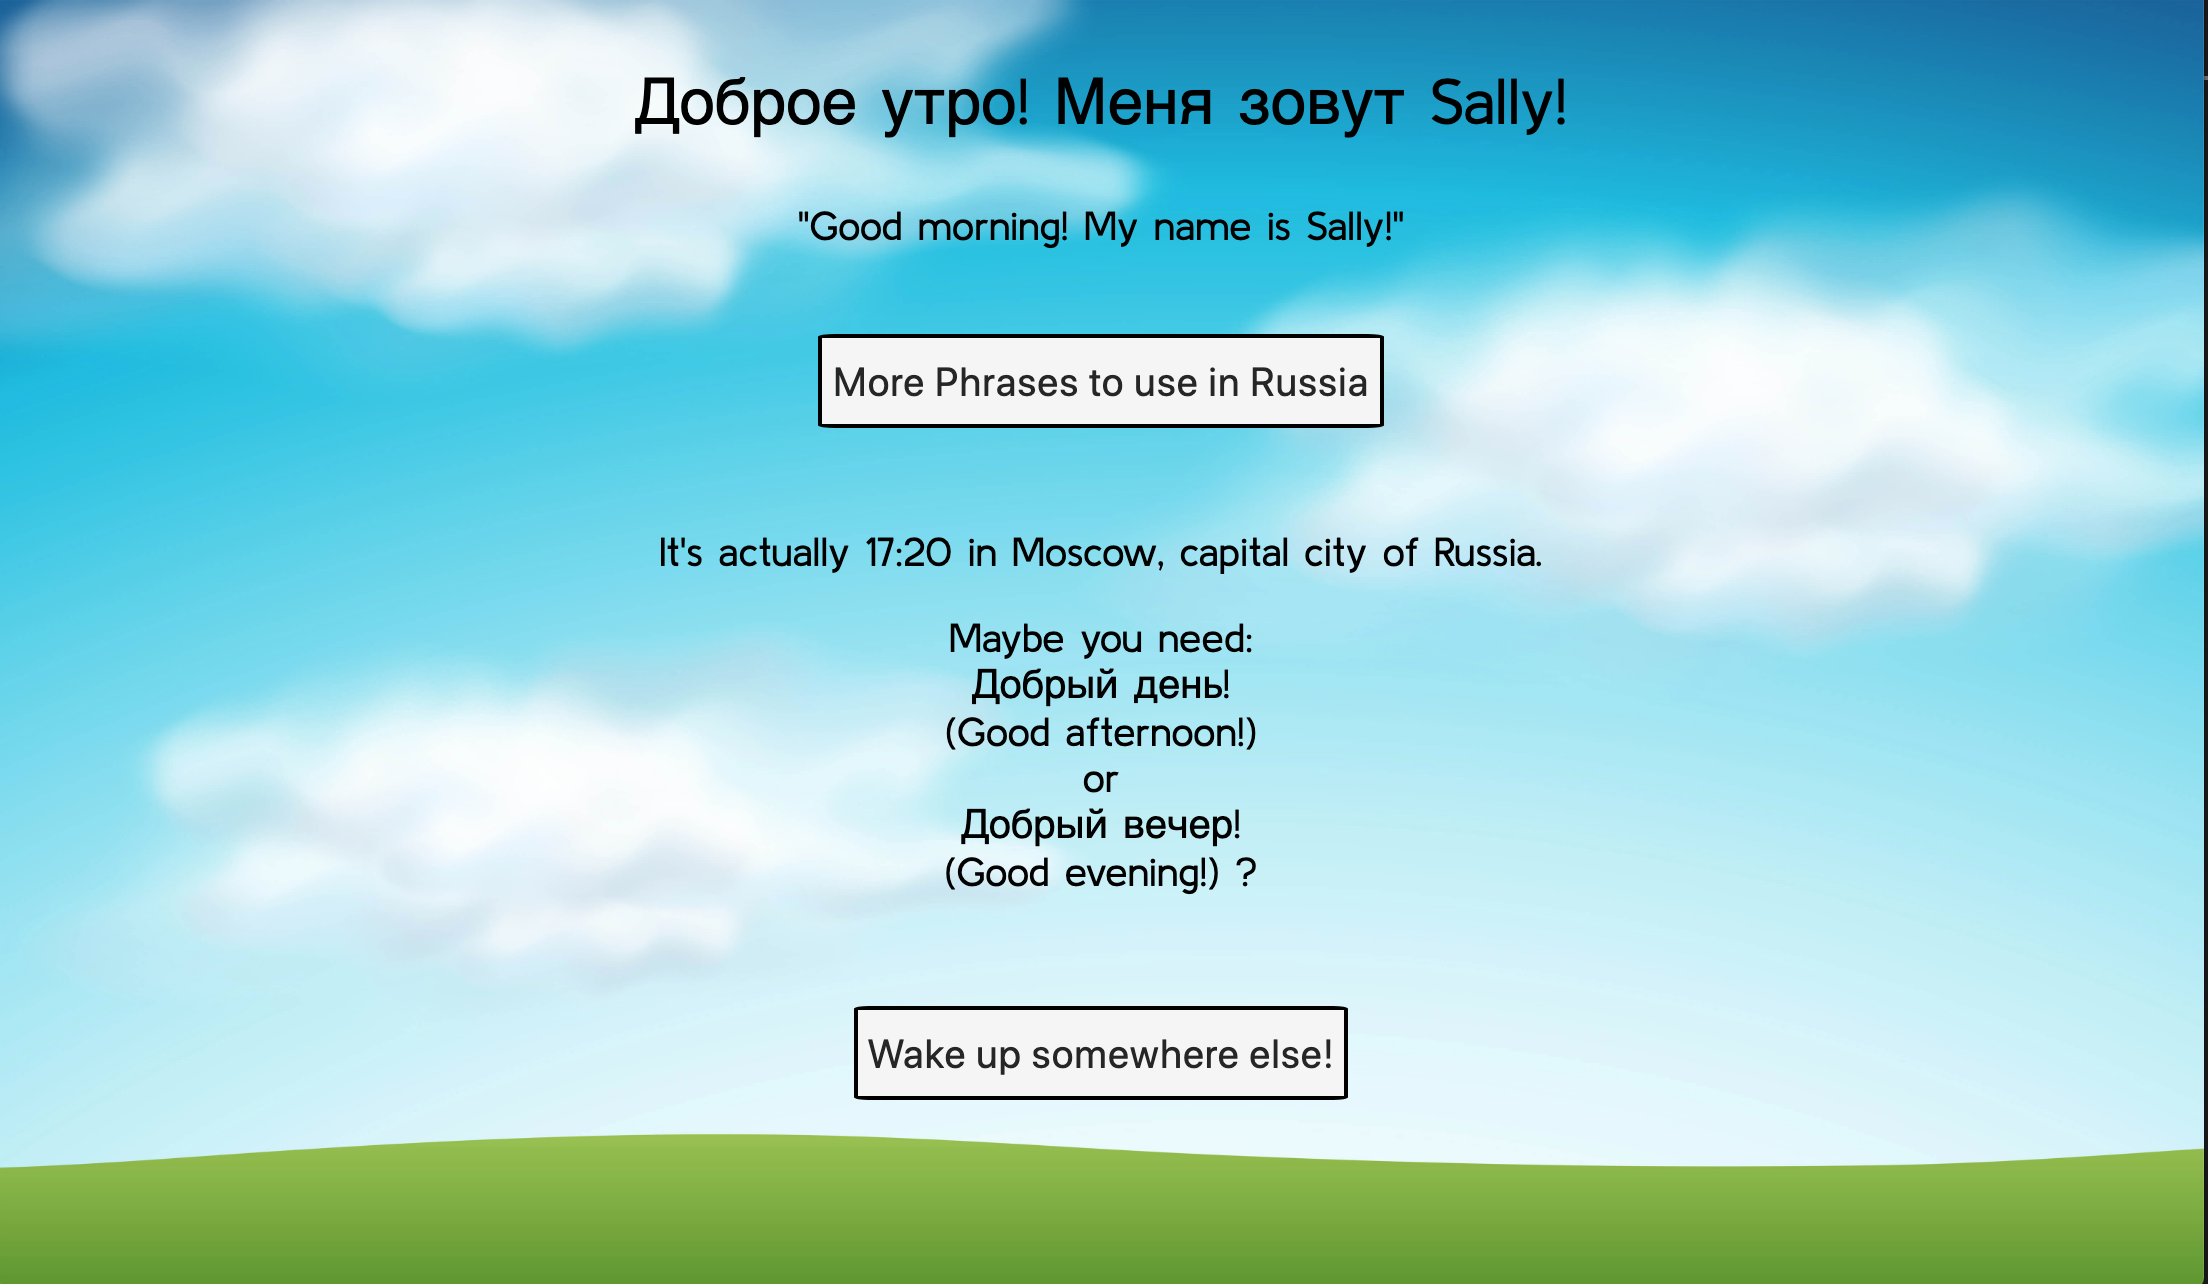 Доброе утро! Меня зовут Sally!
"Good morning! My name is Sally!"
More Phrases to use in Russia
It's actually 17:20 in Moscow, capital city of Russia.
Maybe you need:
Добрый день!
(Good afternoon!)
or
Добрый вечер!
(Good evening!) ?
Wake up somewhere else!